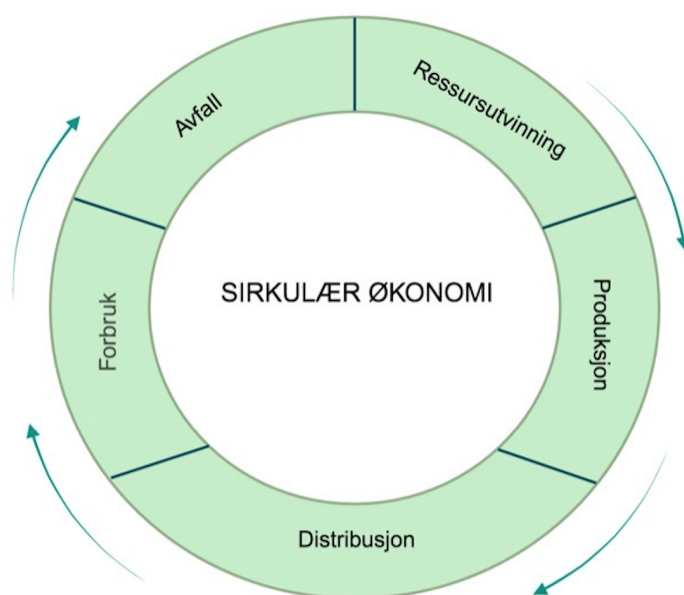 Ressursutvinning
Produksjon
Distribusjon
Forbruk
Avfall
SIRKULÆR ØKONOMI